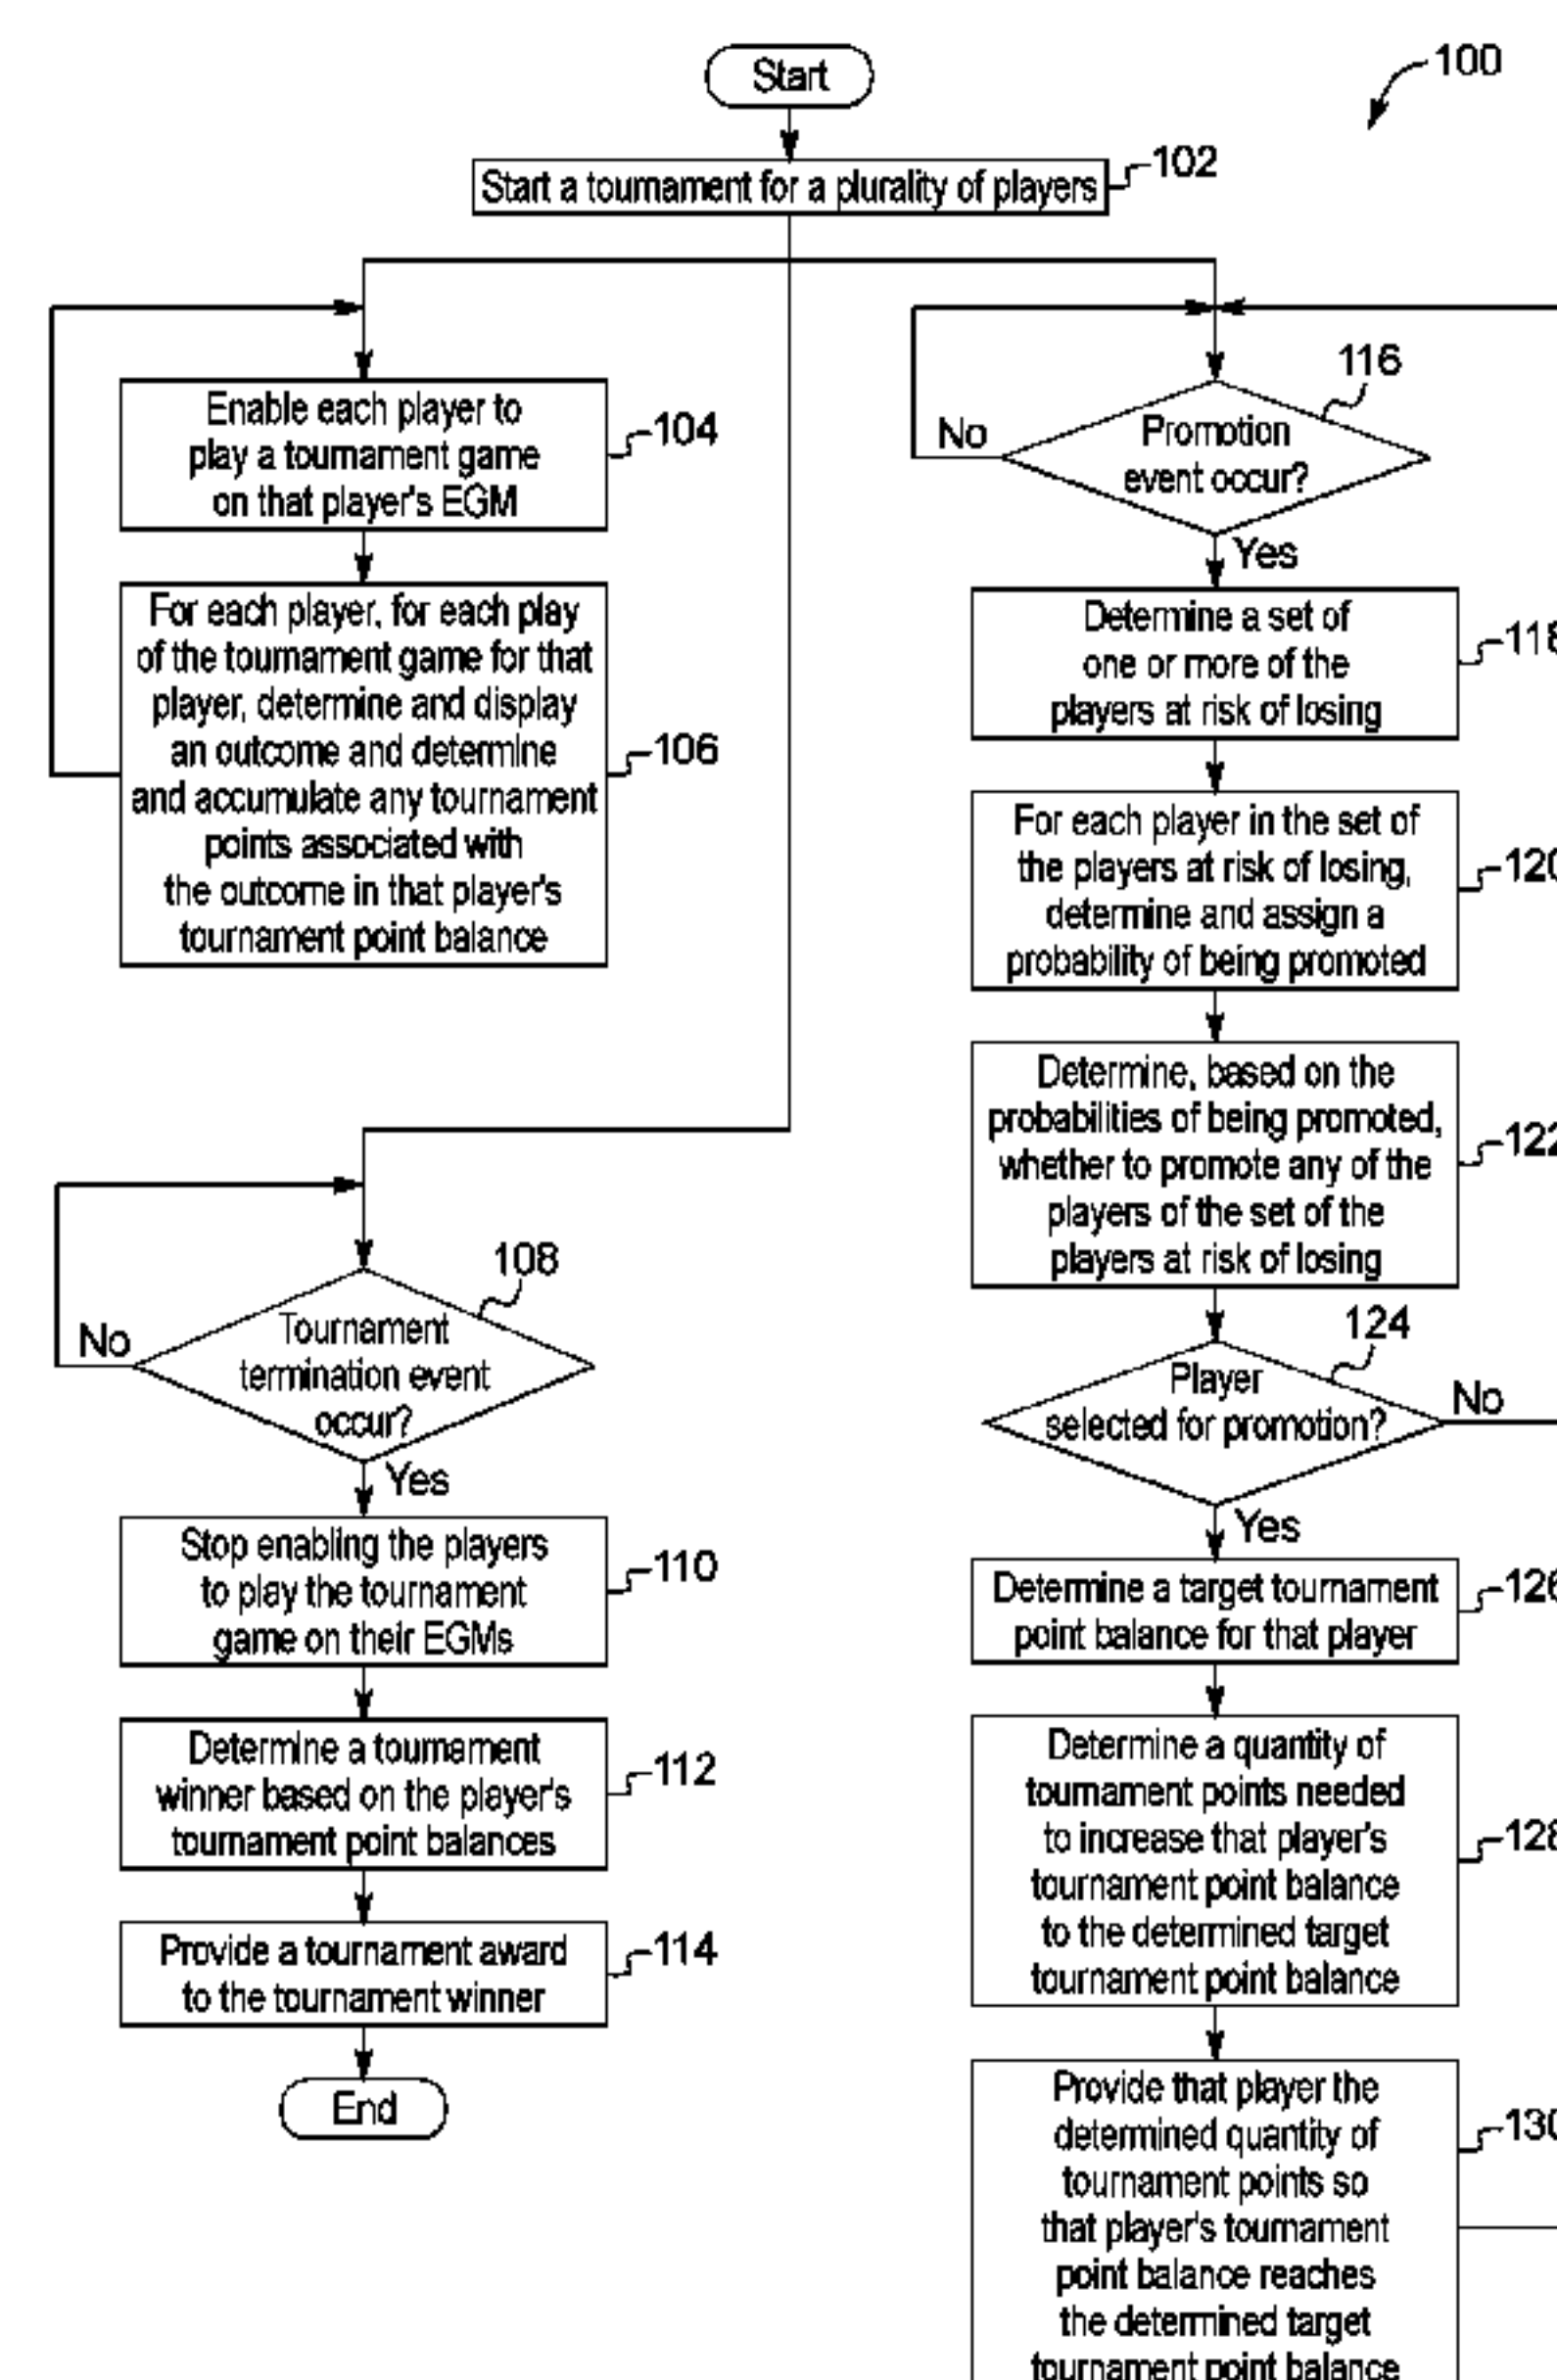 Start
100
Start a tournament for a plurality of players
102
Enable each player to
play a tournament game
on that player's EGM
104
For each player, for each play
of the tournament game for that
player, determine and display
an outcome and determine
and accumulate any tournament
points associated with
the outcome in that player's
tournament point balance
106
108
Tournament
termination event
occur?
No
Yes
Stop enabling the players
to play the tournament
game on their EGMs
110
Determine a tournament
winner based on the player's
tournament point balances
112
Provide a tournament award
to the tournament winner
114
End
116
Promotion
event occur?
No
Yes
Determine a set of
one or more of the
players at risk of losing
118
For each player in the set of
the players at risk of losing,
determine and assign a
probability of being promoted
120
Determine, based on the
probabilities of being promoted,
whether to promote any of the
players of the set of the
players at risk of losing
122
124
Player
selected for promotion?
No
Yes
Determine a target tournament
point balance for that player
126
Determine a quantity of
tournament points needed
to increase that player's
tournament point balance
to the determined target
tournament point balance
128
Provide that player the
determined quantity of
tournament points so
that player's tournament
point balance reaches
the determined target
tournament point balance
130